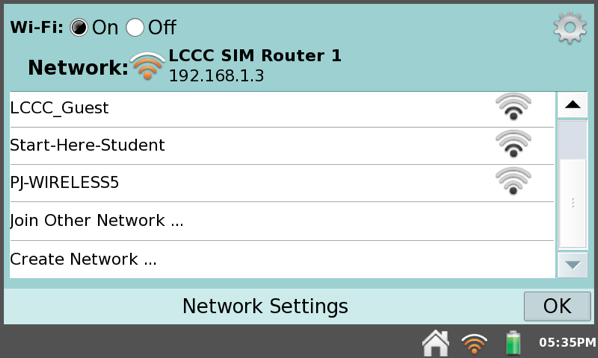 Wi-Fi: On Off
Network: LCCC SIM Router 1
192.168.1.3
LCCC_Guest
Start-Here-Student
PJ-WIRELESS5
Join Other Network ...
Create Network ...
Network Settings
OK
05:35PM